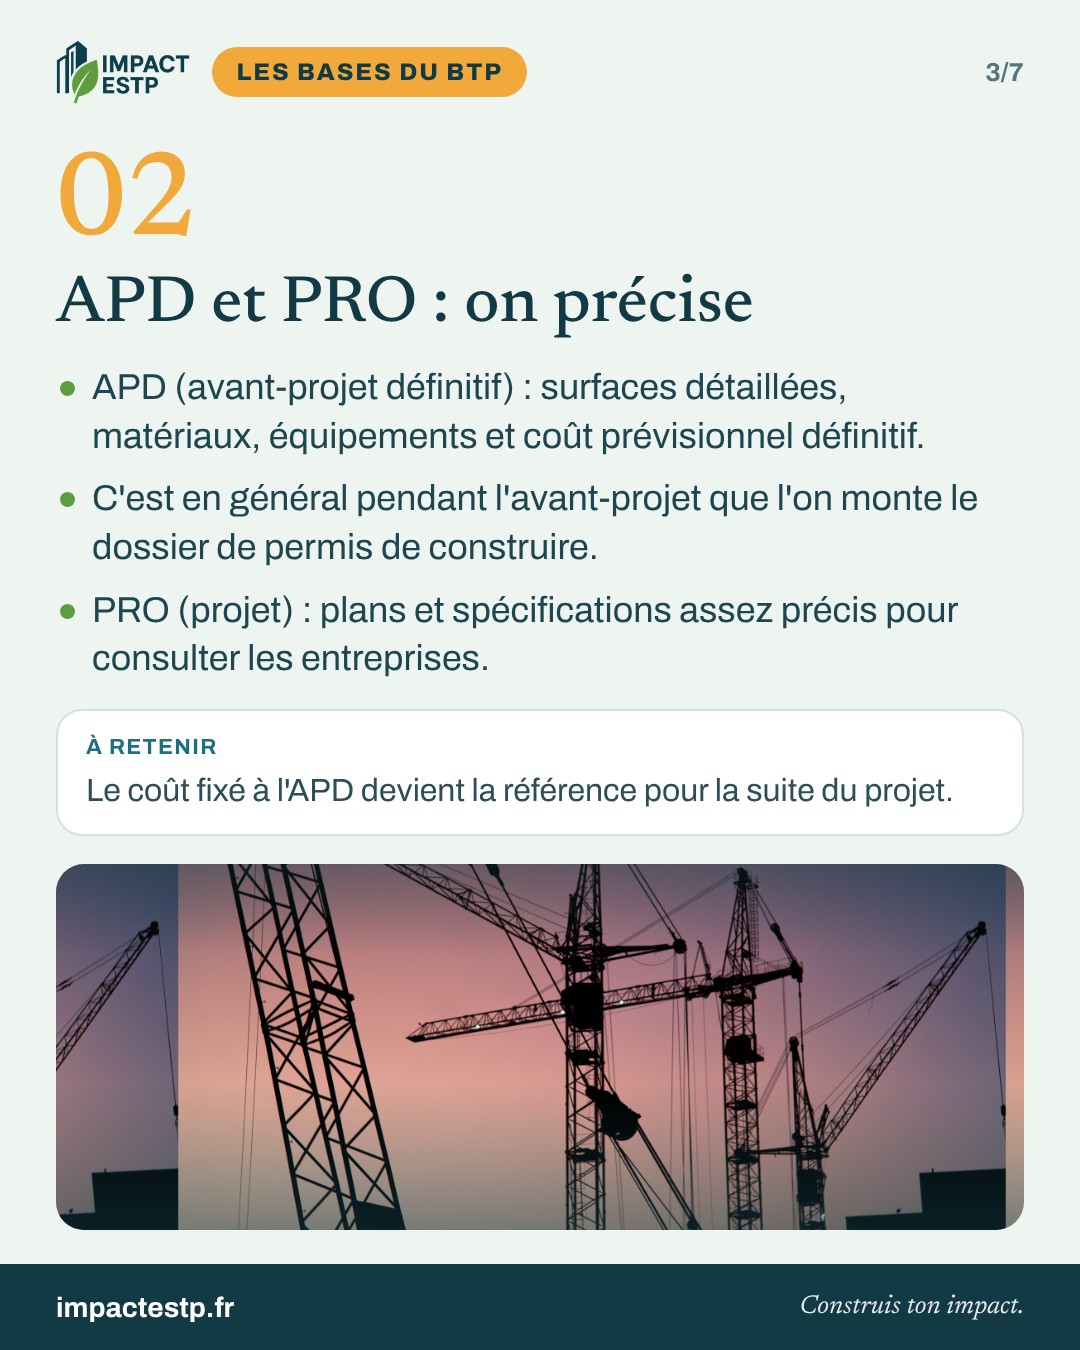 IMPACT
ESTP
LES BASES DU BTP
3/7
02
APD et PRO : on précise
APD (avant-projet définitif) : surfaces détaillées,
matériaux, équipements et coût prévisionnel définitif.
C'est en général pendant l'avant-projet que l'on monte le
dossier de permis de construire.
PRO (projet) : plans et spécifications assez précis pour
consulter les entreprises.
À RETENIR
Le coût fixé à l'APD devient la référence pour la suite du projet.
impactestp.fr
Construis ton impact.